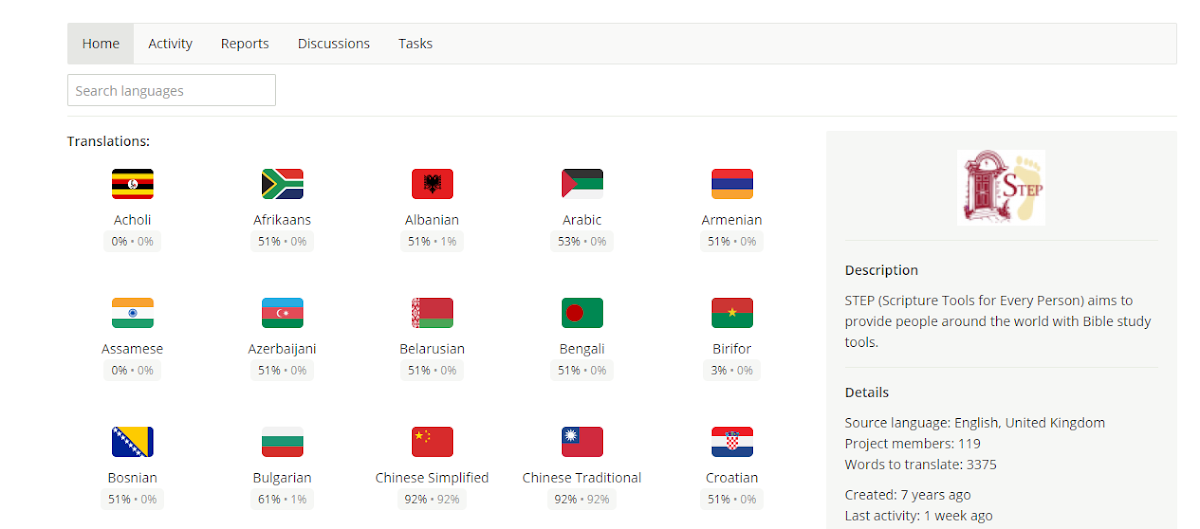 Home Activity Reports Discussions Tasks
Search languages
Translations:
Acholi Afrikaans Albanian Arabic Armenian
0% • 0% 51% • 0% 51% • 1% 53% • 0% 51% • 0%
Assamese Azerbaijani Belarusian Bengali Birifor
0% • 0% 51% • 0% 51% • 0% 51% • 0% 3% • 0%
Bosnian Bulgarian Chinese Simplified Chinese Traditional Croatian
51% • 0% 61% • 1% 92% • 92% 92% • 92% 51% • 0%
STEP
Description
STEP (Scripture Tools for Every Person) aims to
provide people around the world with Bible study
tools.
Details
Source language: English, United Kingdom
Project members: 119
Words to translate: 3375
Created: 7 years ago
Last activity: 1 week ago